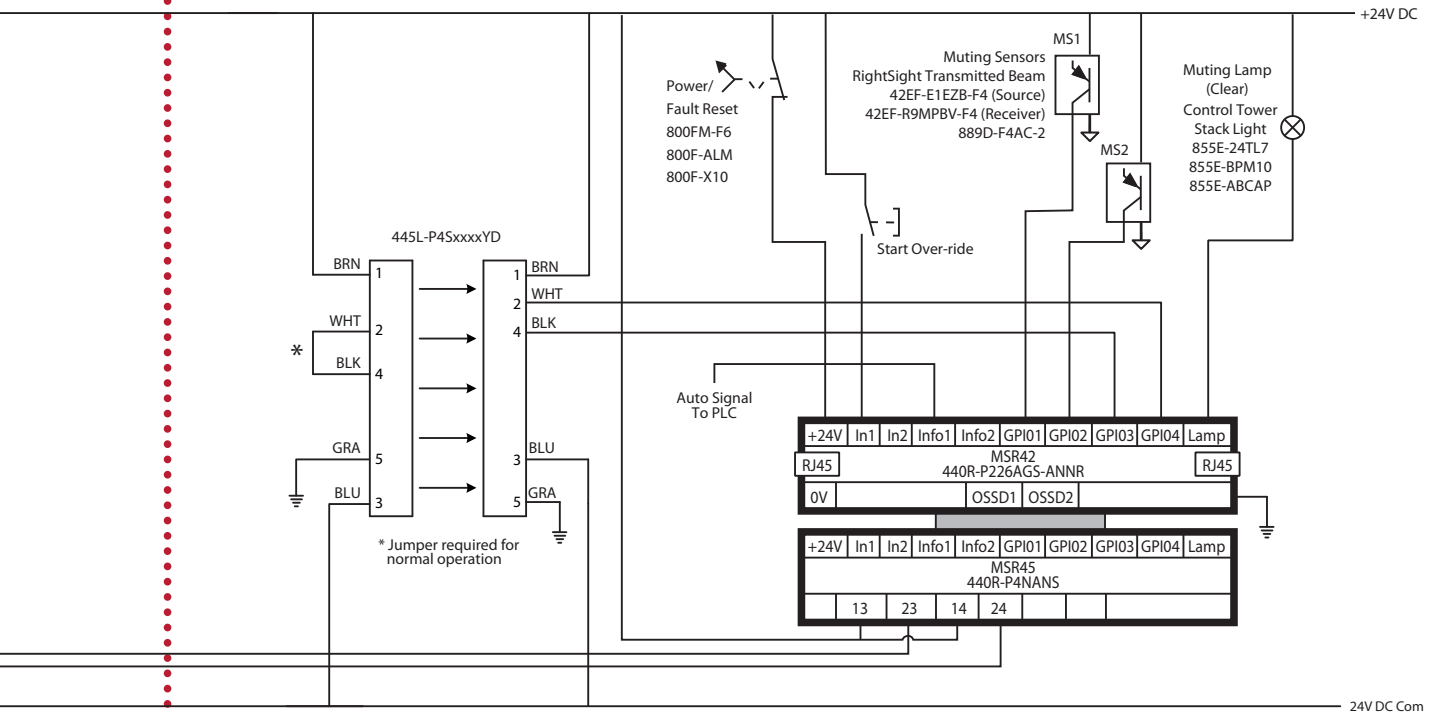 +24V DC
Power/
Fault Reset
800FM-F6
800F-ALM
800F-X10
MS1
Muting Sensors
RightSight Transmitted Beam
42EF-E1EZB-F4 (Source)
42EF-R9MPBV-F4 (Receiver)
889D-F4AC-2
MS2
Muting Lamp
(Clear)
Control Tower
Stack Light
855E-24TL7
855E-BPM10
855E-ABCAP
Start Over-ride
445L-P4SxxxxYD
BRN 1
WHT 2
*
BLK 4
GRA 5
BLU 3
1 BRN
2 WHT
4 BLK
3 BLU
5 GRA
* Jumper required for
normal operation
Auto Signal
To PLC
+24V In1 In2 Info1 Info2 GPI01 GPI02 GPI03 GPI04 Lamp
RJ45 MSR42 RJ45
440R-P226AGS-ANNR
0V OSSD1 OSSD2
+24V In1 In2 Info1 Info2 GPI01 GPI02 GPI03 GPI04 Lamp
MSR45
440R-P4NANS
13 23 14 24
24V DC Com